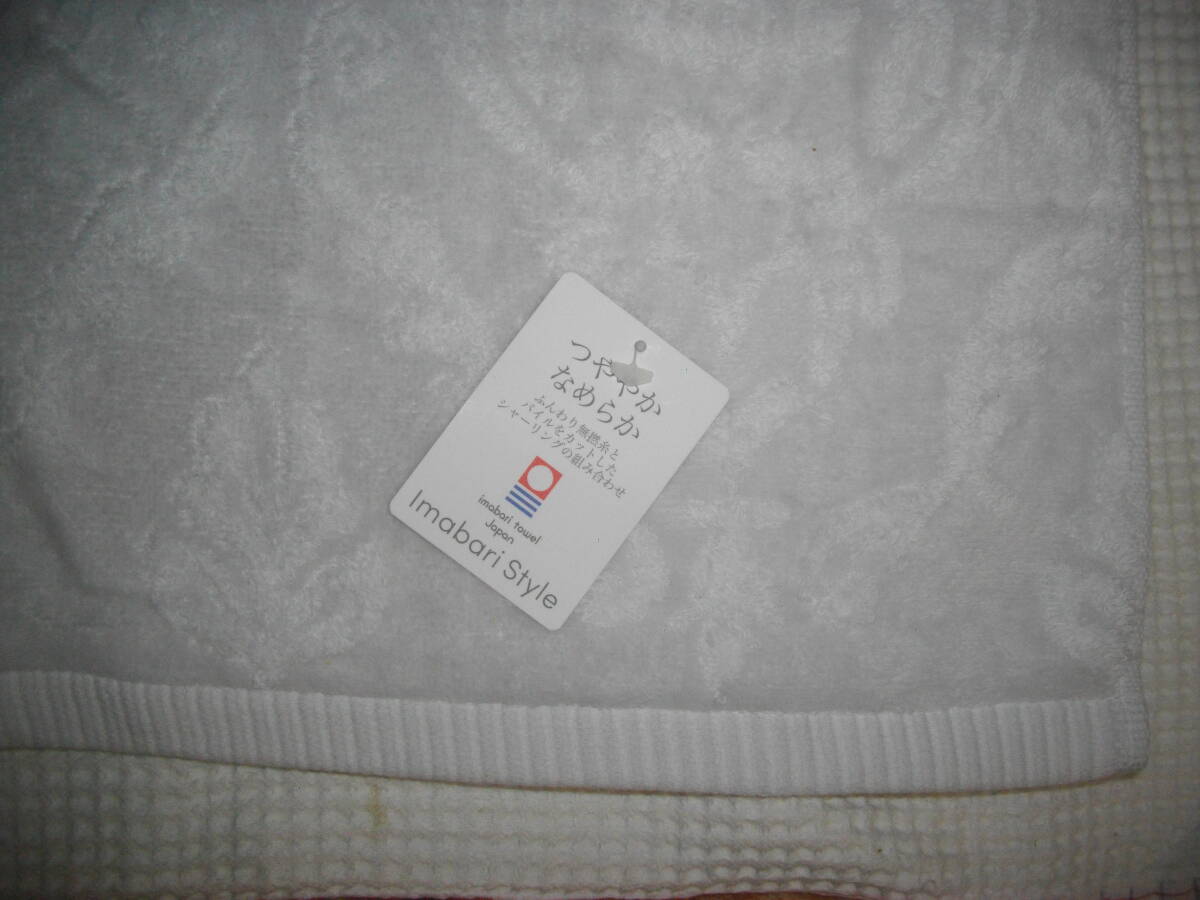 つややか
なめらか
ふんわり無撚糸と
パイルをカットした
シャーリングの組み合わせ
imabari towel
Japan
Imabari Style